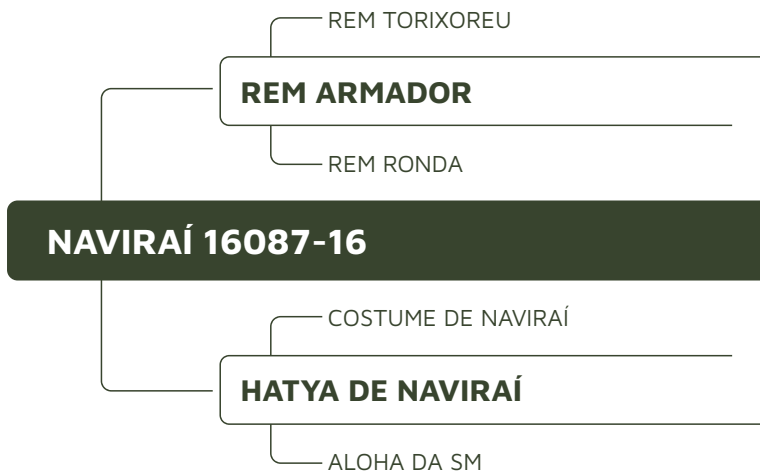 REM TORIXOREU
REM ARMADOR
REM RONDA
NAVIRAÍ 16087-16
COSTUME DE NAVIRAÍ
HATYA DE NAVIRAÍ
ALOHA DA SM